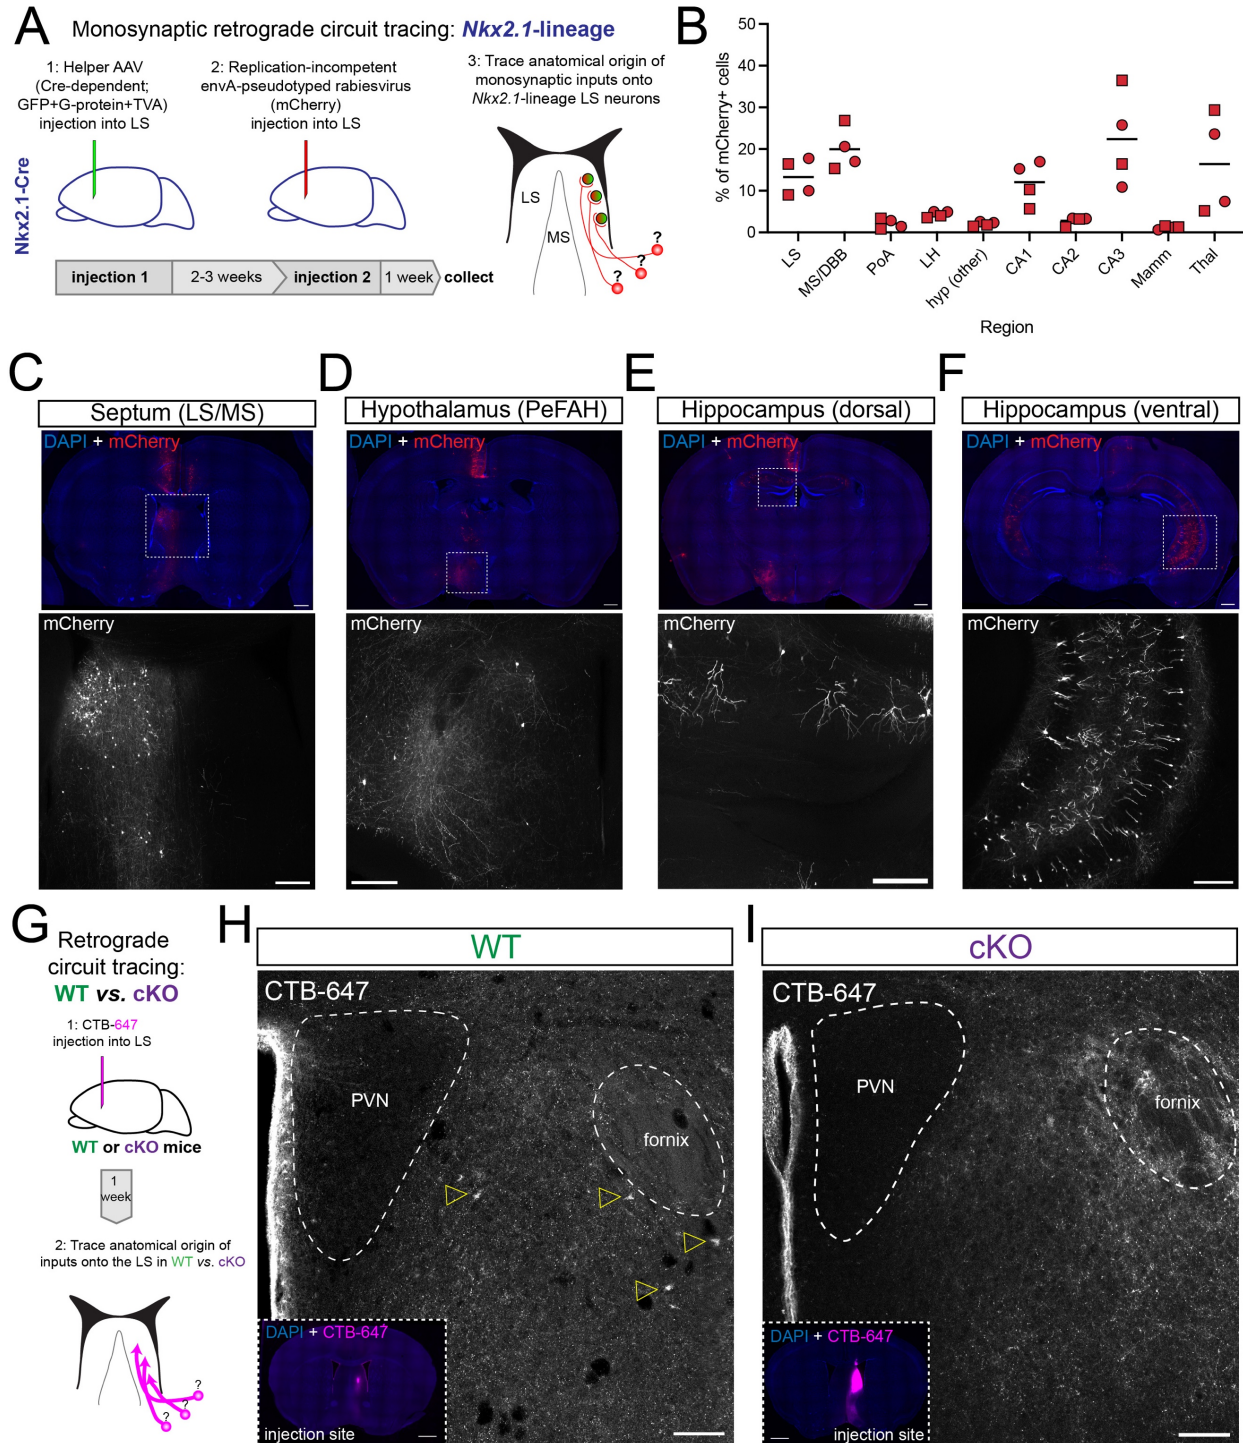 A
Monosynaptic retrograde circuit tracing: Nkx2.1-lineage
1: Helper AAV
(Cre-dependent;
GFP+G-protein+TVA)
injection into LS
2: Replication-incompetent
envA-pseudotyped rabiesvirus
(mCherry)
injection into LS
3: Trace anatomical origin of
monosynaptic inputs onto
Nkx2.1-lineage LS neurons
Nkx2.1-Cre
LS
MS
?
?
?
injection 1
2-3 weeks
injection 2
1 week
collect
B
% of mCherry+ cells
50
40
30
20
10
0
LS
MS/DBB
PoA
LH
hyp (other)
CA1
CA2
CA3
Mamm
Thal
Region
C
Septum (LS/MS)
DAPI + mCherry
mCherry
D
Hypothalamus (PeFAH)
DAPI + mCherry
mCherry
E
Hippocampus (dorsal)
DAPI + mCherry
mCherry
F
Hippocampus (ventral)
DAPI + mCherry
mCherry
G
Retrograde
circuit tracing:
WT vs. cKO
1: CTB-647
injection into LS
WT or cKO mice
1
week
2: Trace anatomical origin of
inputs onto the LS in WT vs. cKO
?
?
?
H
WT
CTB-647
PVN
fornix
DAPI + CTB-647
injection site
I
cKO
CTB-647
PVN
fornix
DAPI + CTB-647
injection site